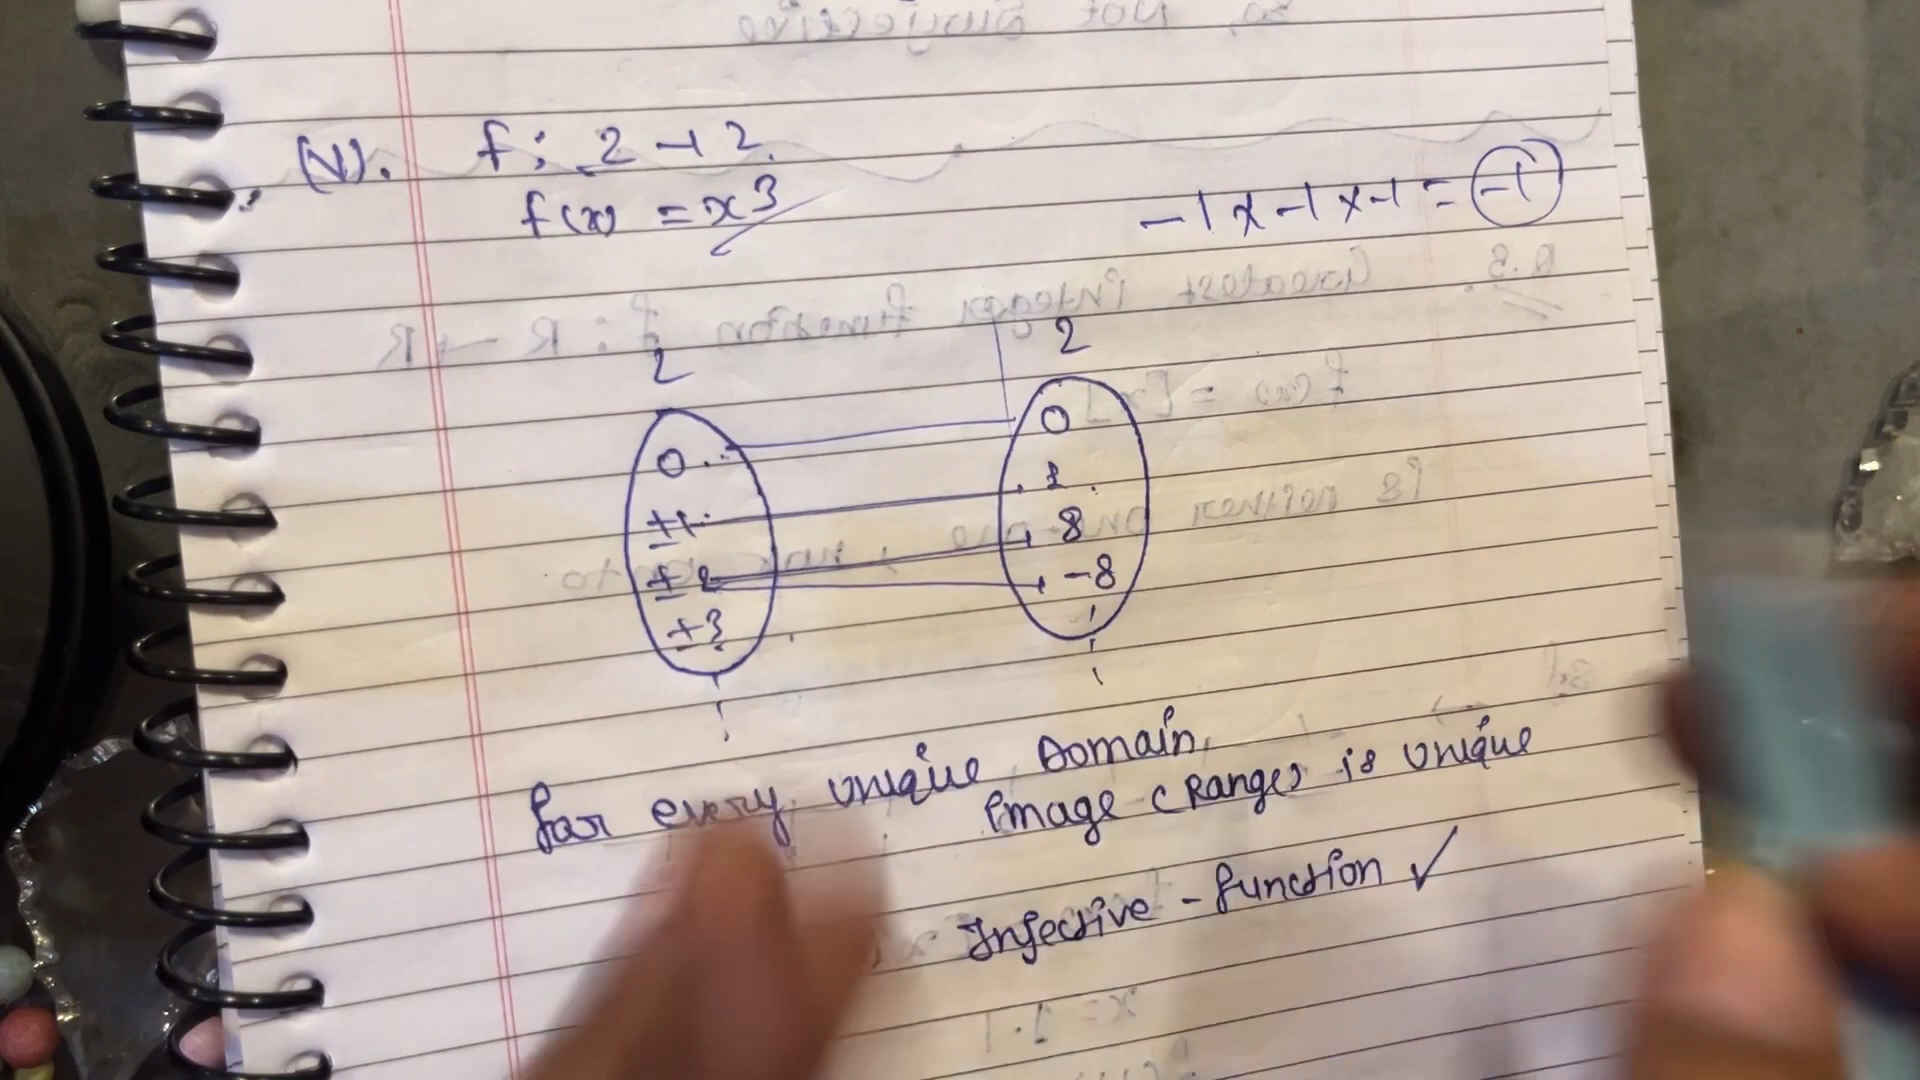 (V). f: Z → Z.
f(x) = x3
-1 x -1 x -1 = -1
Z Z
0 0
±1 1
±2 8
±3 -8
for every unique Domain,
Image (Range) is unique
Injective - function ✓